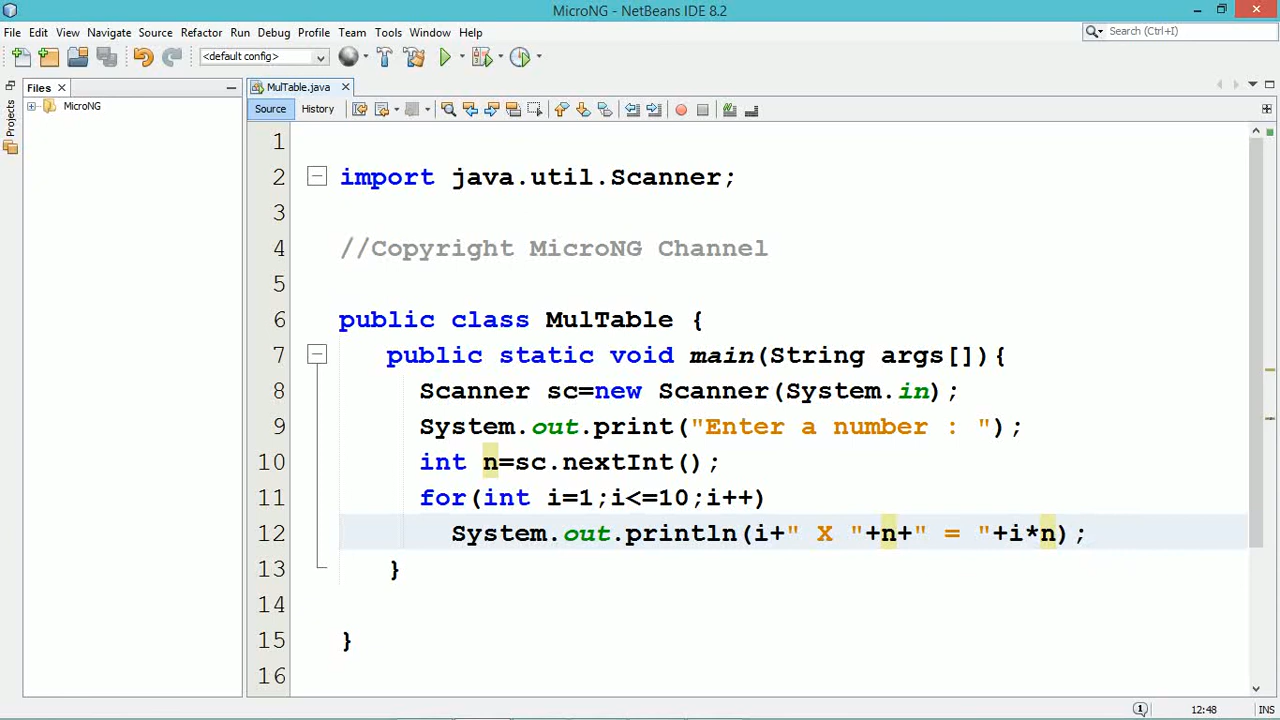 MicroNG - NetBeans IDE 8.2
File Edit View Navigate Source Refactor Run Debug Profile Team Tools Window Help
Search (Ctrl+I)
<default config>
Files
MulTable.java
Projects
MicroNG
Source History
1
2 import java.util.Scanner;
3
4 //Copyright MicroNG Channel
5
6 public class MulTable {
7 public static void main(String args[]){
8 Scanner sc=new Scanner(System.in);
9 System.out.print("Enter a number : ");
10 int n=sc.nextInt();
11 for(int i=1;i<=10;i++)
12 System.out.println(i+" X "+n+" = "+i*n);
13 }
14
15 }
16
12:48 INS